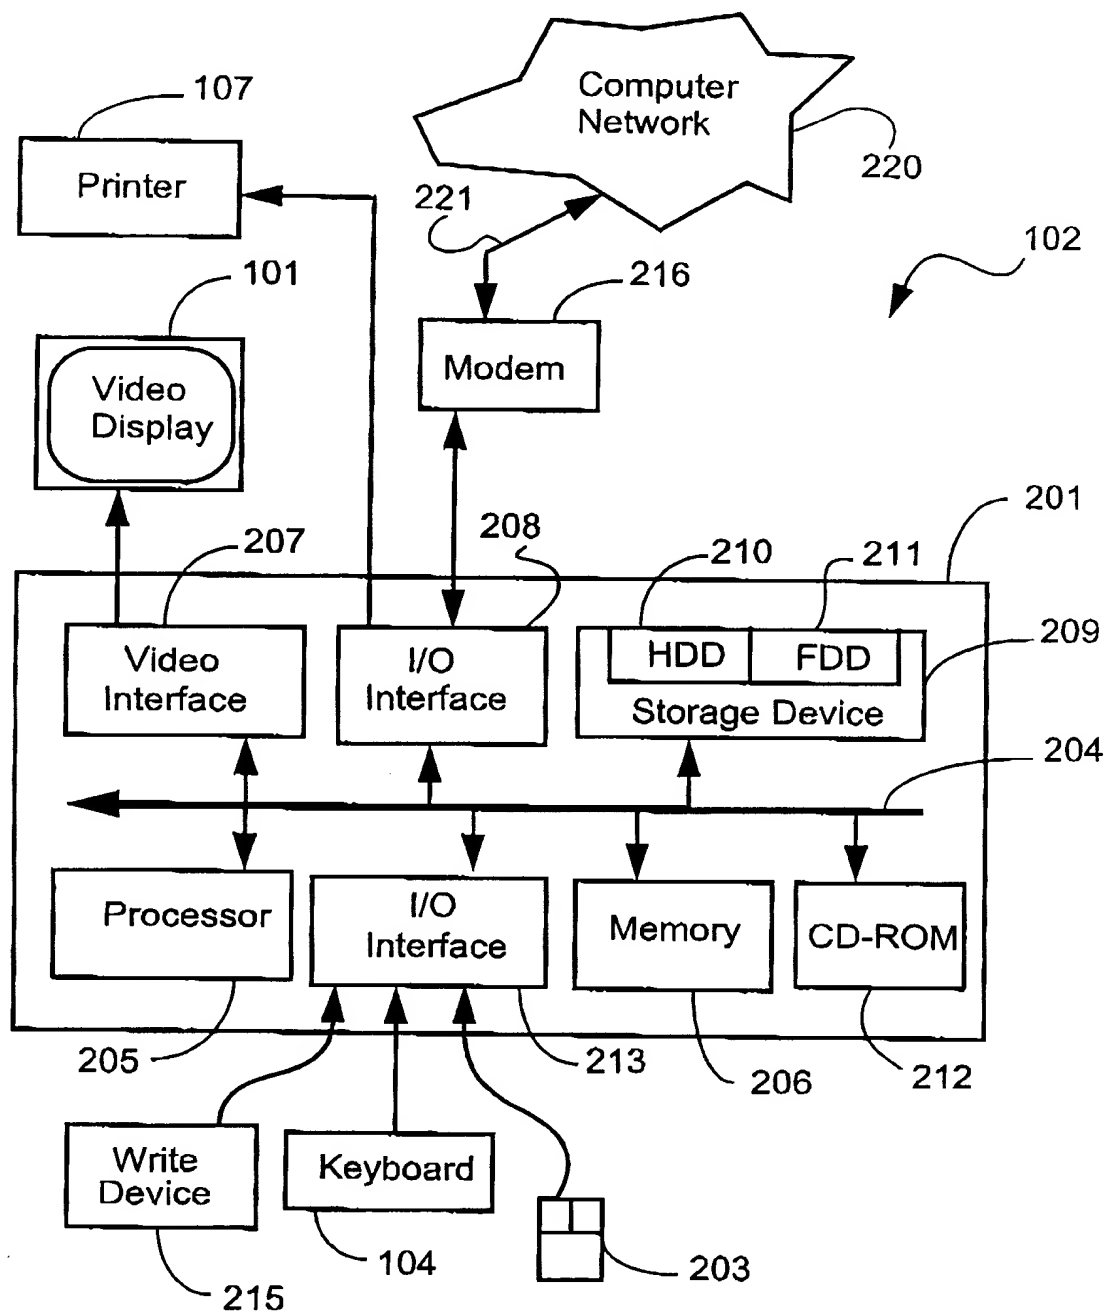 Computer
Network
107
Printer
220
221
102
101
216
Video
Display
Modem
201
208
207
210
211
209
Video
Interface
I/O
Interface
HDD
FDD
Storage Device
204
Processor
I/O
Interface
Memory
CD-ROM
205
213
206
212
Write
Device
Keyboard
104
203
215